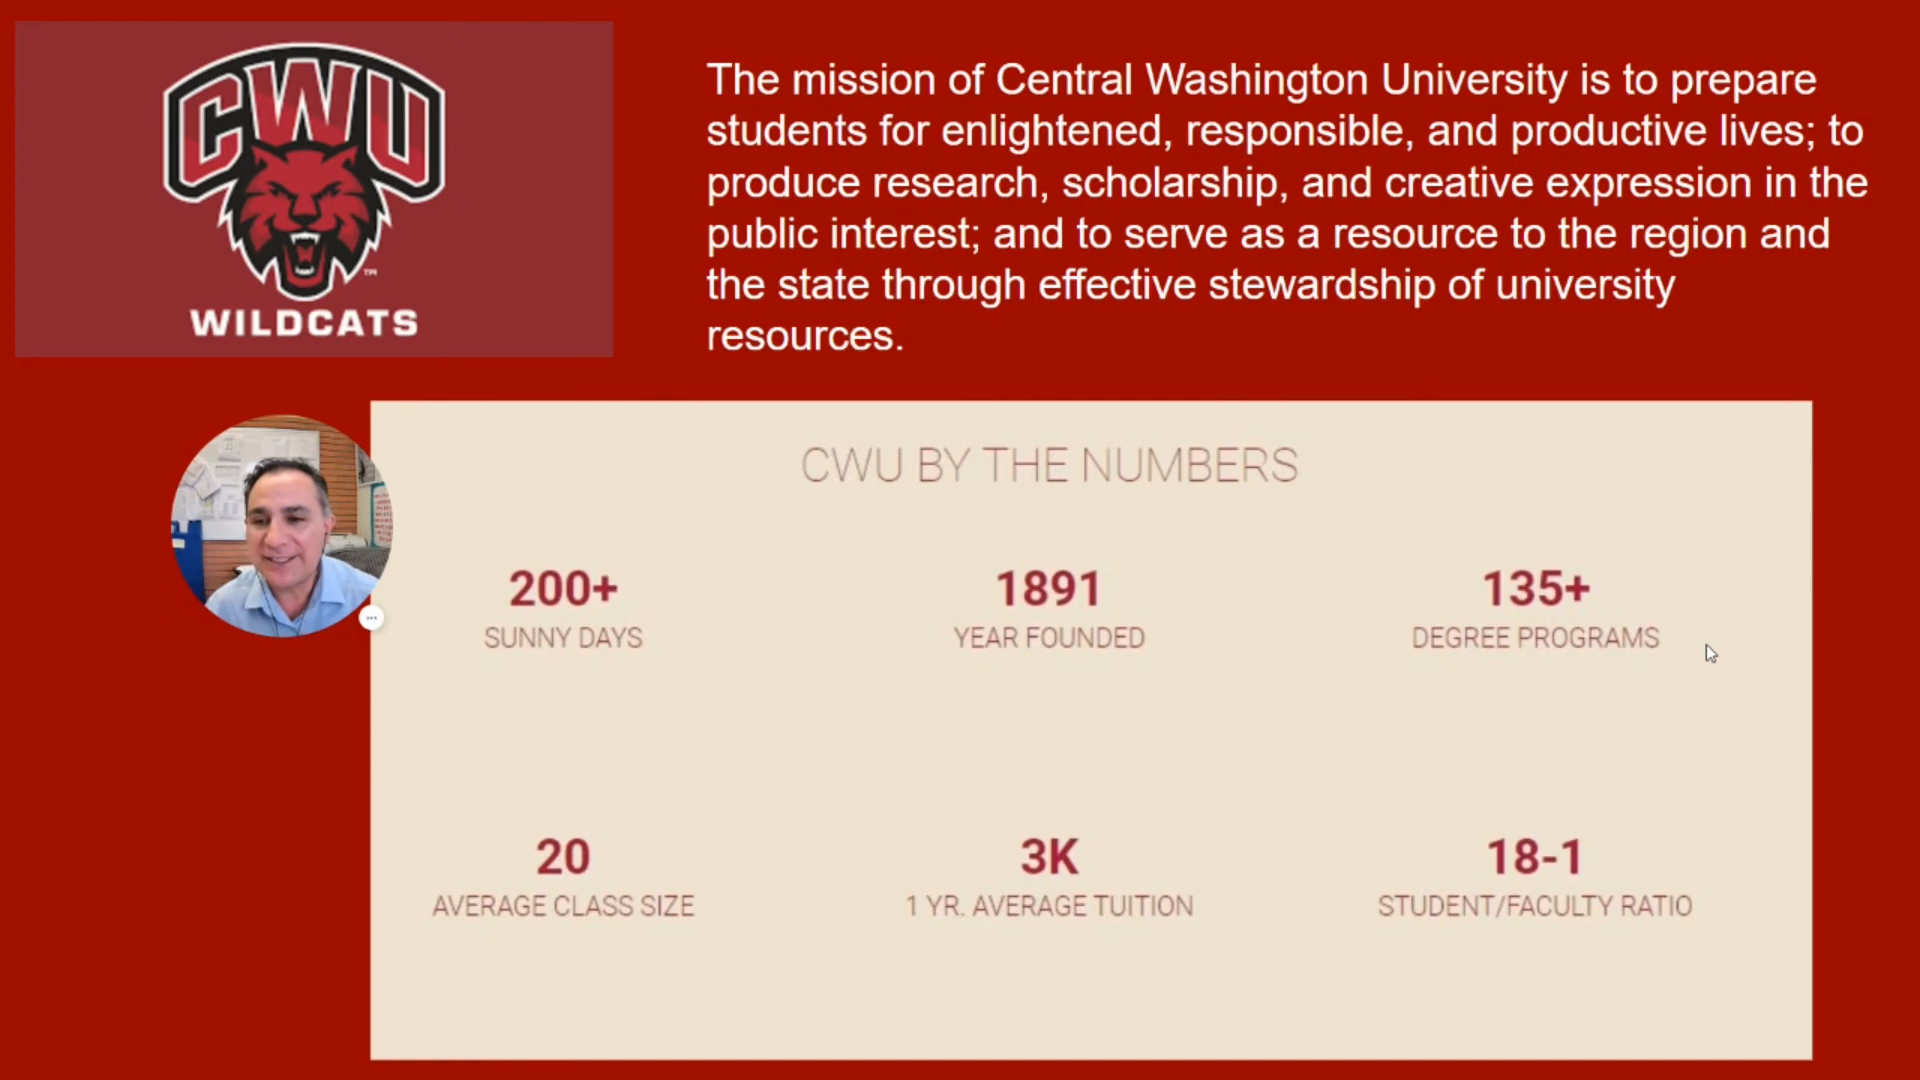 CWU
WILDCATS
TM
The mission of Central Washington University is to prepare
students for enlightened, responsible, and productive lives; to
produce research, scholarship, and creative expression in the
public interest; and to serve as a resource to the region and
the state through effective stewardship of university
resources.
CWU BY THE NUMBERS
200+
SUNNY DAYS
1891
YEAR FOUNDED
135+
DEGREE PROGRAMS
20
AVERAGE CLASS SIZE
3K
1 YR. AVERAGE TUITION
18-1
STUDENT/FACULTY RATIO